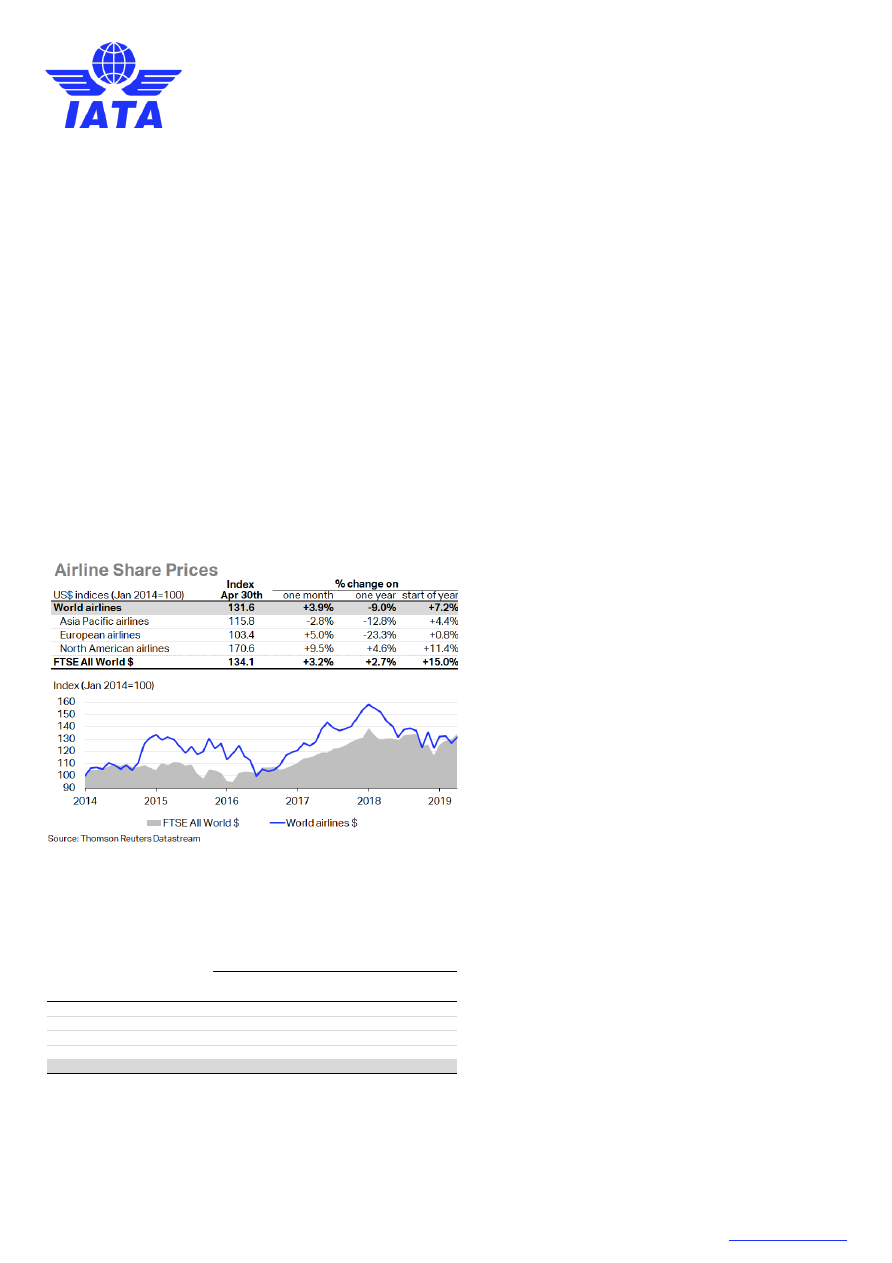 IATA
Airline Share Prices
Index % change on
US$ indices (Jan 2014=100) Apr 30th one month one year start of year
World airlines 131.6 +3.9% -9.0% +7.2%
Asia Pacific airlines 115.8 -2.8% -12.8% +4.4%
European airlines 103.4 +5.0% -23.3% +0.8%
North American airlines 170.6 +9.5% +4.6% +11.4%
FTSE All World $ 134.1 +3.2% +2.7% +15.0%
Index (Jan 2014=100)
160
150
140
130
120
110
100
90
2014 2015 2016 2017 2018 2019
FTSE All World $ World airlines $
Source: Thomson Reuters Datastream